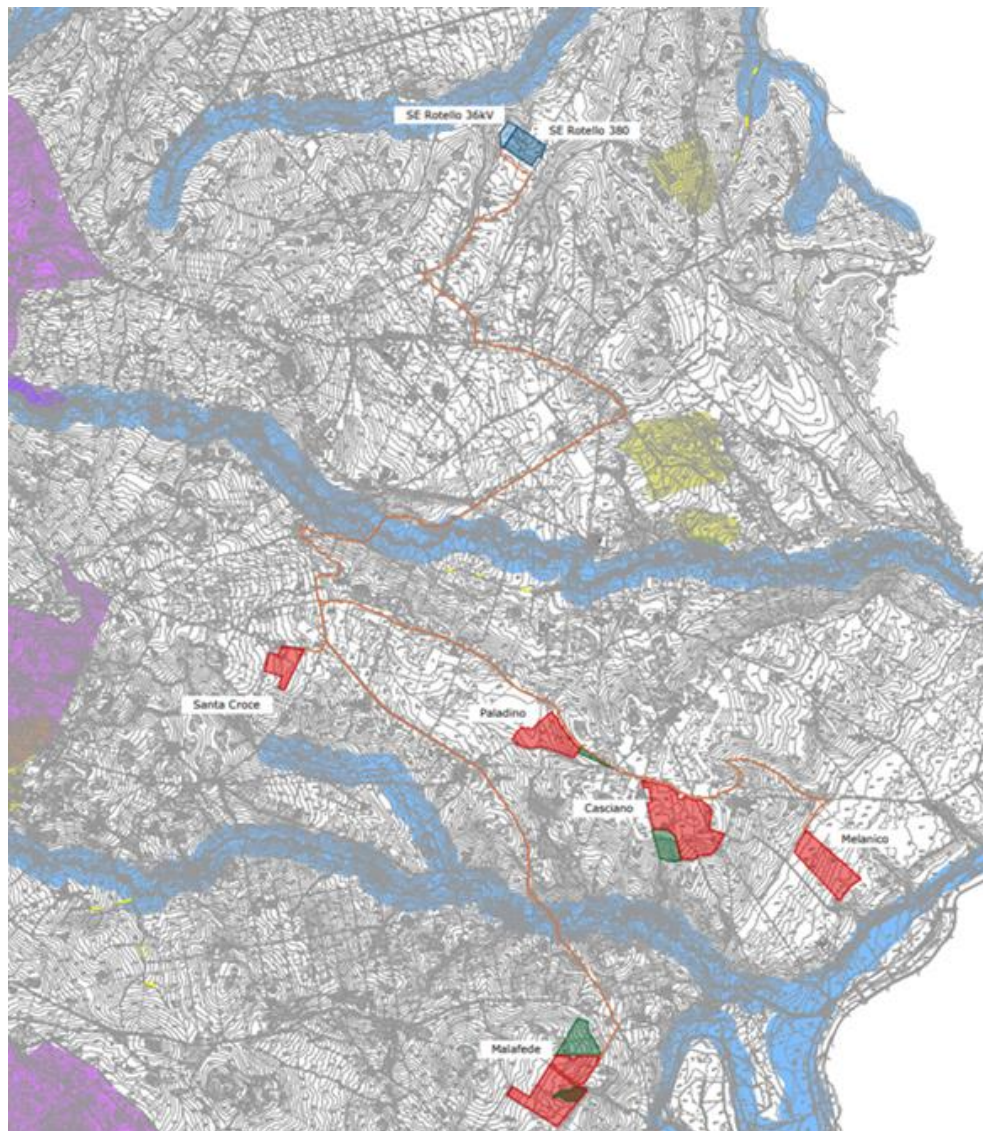 SE Rotello 36kV
SE Rotello 380
Santa Croce
Paladino
Casciano
Melanico
Malafede